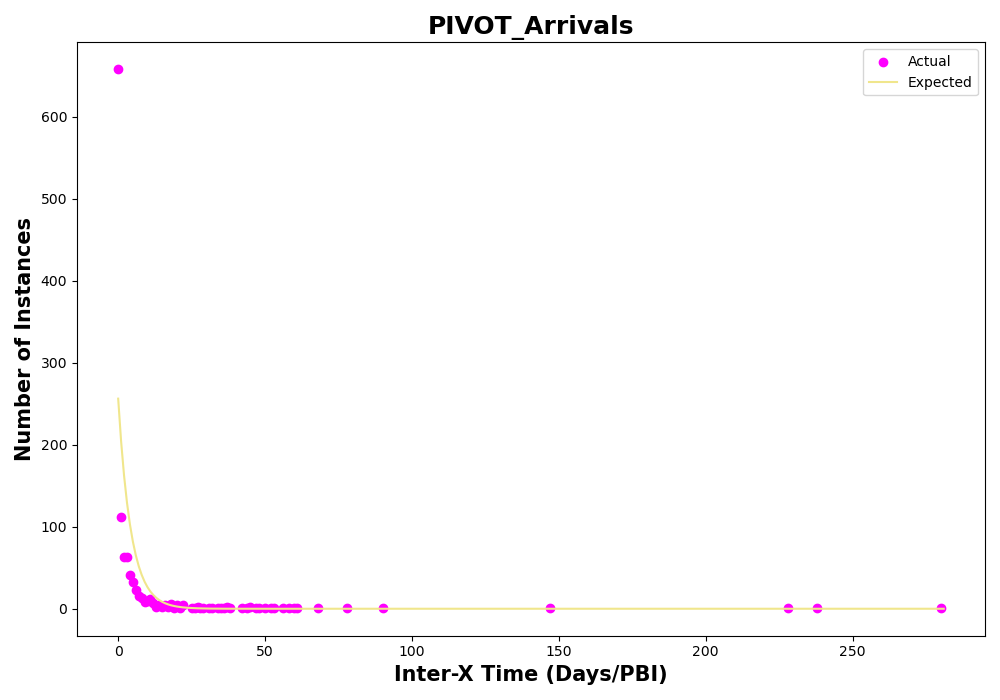 PIVOT_Arrivals
Actual
Expected
Number of Instances
600
500
400
300
200
100
0
0
50
100
150
200
250
Inter-X Time (Days/PBI)